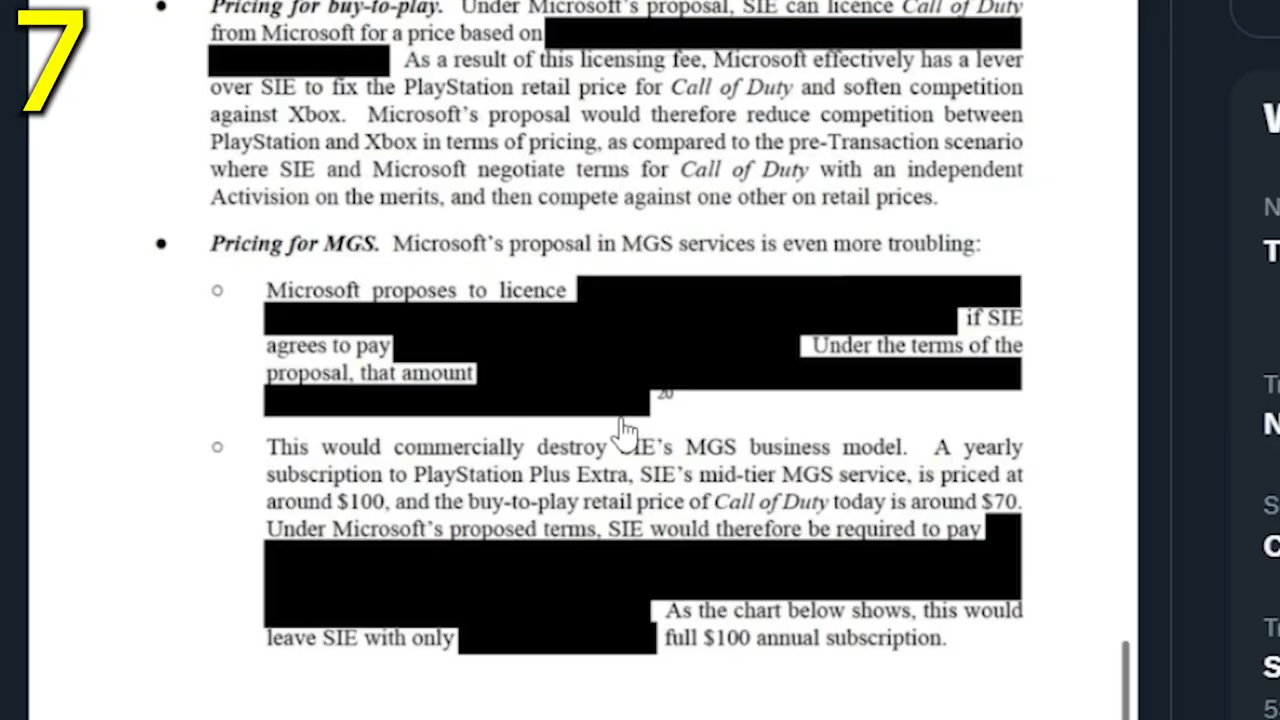 7
Pricing for buy-to-play. Under Microsoft's proposal, SIE can licence Call of Duty
from Microsoft for a price based on
As a result of this licensing fee, Microsoft effectively has a lever
over SIE to fix the PlayStation retail price for Call of Duty and soften competition
against Xbox. Microsoft's proposal would therefore reduce competition between
PlayStation and Xbox in terms of pricing, as compared to the pre-Transaction scenario
where SIE and Microsoft negotiate terms for Call of Duty with an independent
Activision on the merits, and then compete against one other on retail prices.
Pricing for MGS. Microsoft's proposal in MGS services is even more troubling:
Microsoft proposes to licence
if SIE
agrees to pay Under the terms of the
proposal, that amount
20
This would commercially destroy MGS business model. A yearly
subscription to PlayStation Plus Extra, SIE's mid-tier MGS service, is priced at
around $100, and the buy-to-play retail price of Call of Duty today is around $70.
Under Microsoft's proposed terms, SIE would therefore be required to pay
As the chart below shows, this would
leave SIE with only full $100 annual subscription.